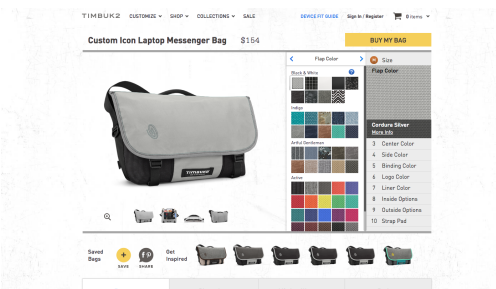 TIMBUK2 CUSTOMIZE SHOP COLLECTIONS SALE DEVICE FIT GUIDE Sign In / Register 0 items
Custom Icon Laptop Messenger Bag $164 BUY MY BAG
Flap Color
Black & White
Indigo
Artful Gentlemen
Active
M Size
Flap Color
Cordura Silver
More Info
3 Center Color
4 Side Color
5 Binding Color
6 Logo Color
7 Liner Color
8 Inside Options
9 Outside Options
10 Strap Pad
TIMBUK2
Saved Bags
SAVE
SHARE
Get Inspired